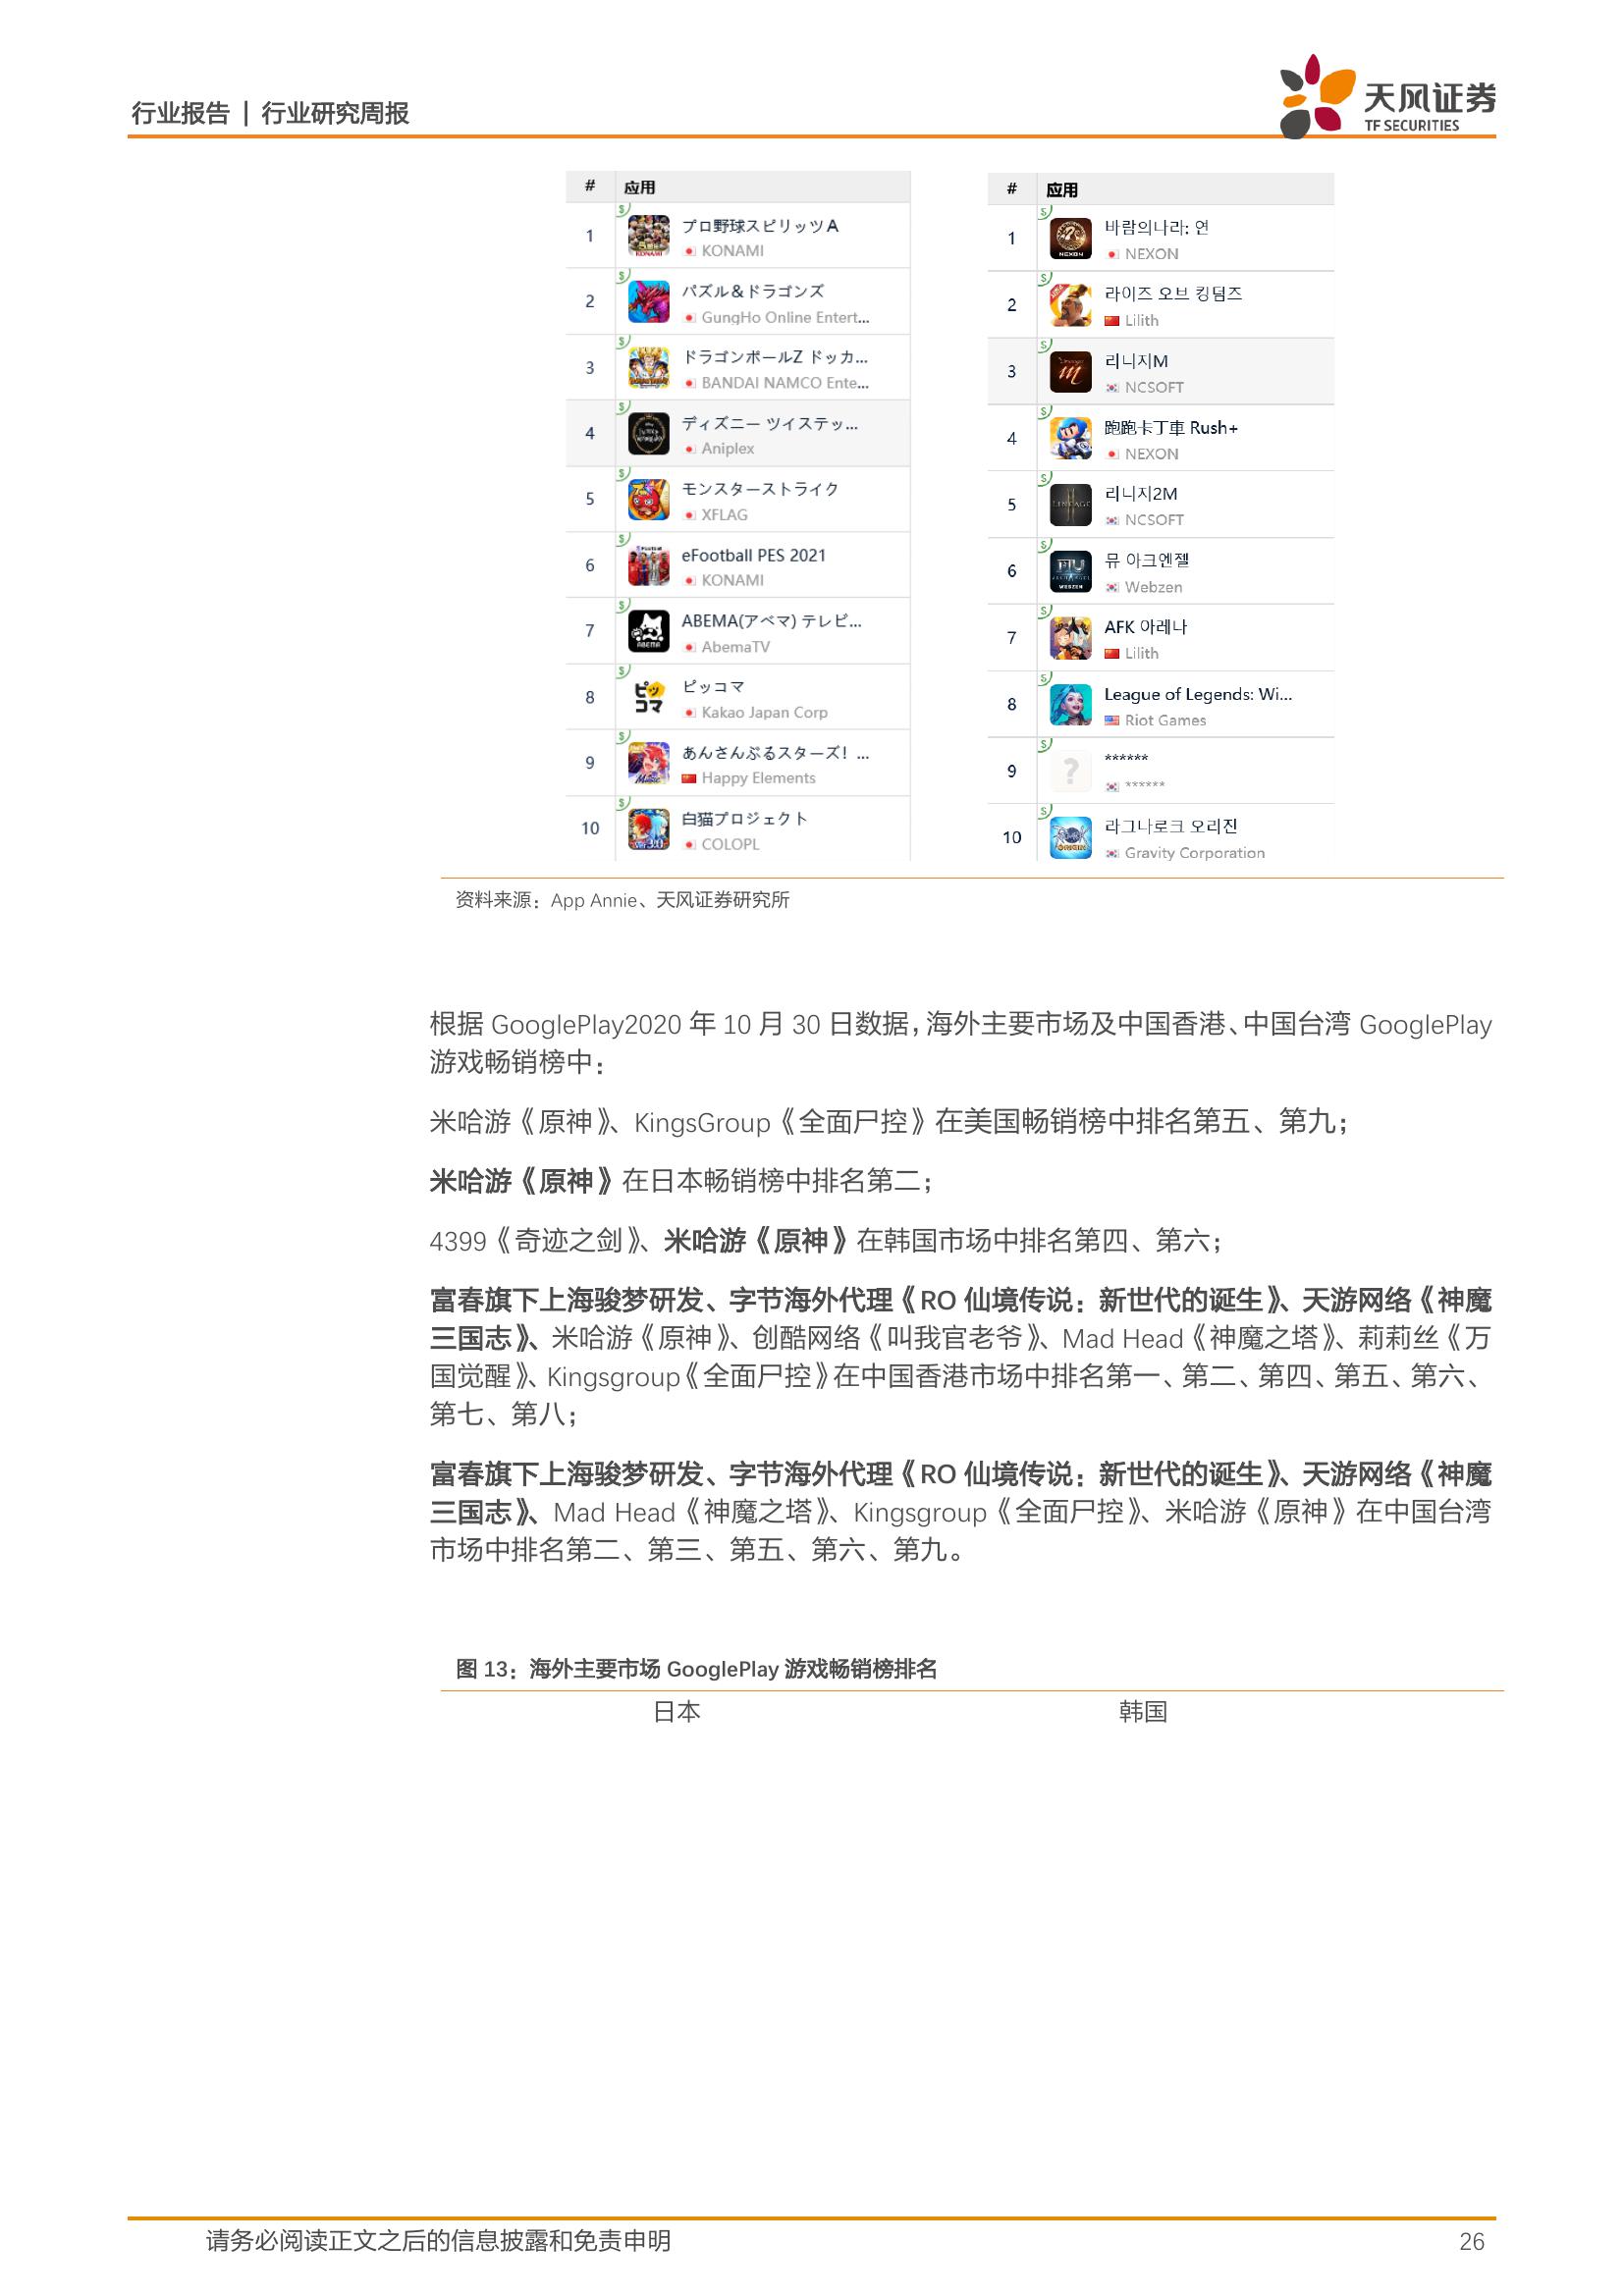 行业报告 | 行业研究周报
天风证券
TF SECURITIES
# 应用
1 プロ野球スピリッツA
KONAMI
2 パズル＆ドラゴンズ
GungHo Online Entert...
3 ドラゴンボールZ ドッカ...
BANDAI NAMCO Ente...
4 ディズニー ツイステッ...
Aniplex
5 モンスターストライク
XFLAG
6 eFootball PES 2021
KONAMI
7 ABEMA(アベマ) テレビ...
AbemaTV
8 ピッコマ
Kakao Japan Corp
9 あんさんぶるスターズ！...
Happy Elements
10 白猫プロジェクト
COLOPL
# 应用
1 바람의나라: 연
NEXON
2 라이즈 오브 킹덤즈
Lilith
3 리니지M
NCSOFT
4 跑跑卡丁車 Rush+
NEXON
5 리니지2M
NCSOFT
6 뮤 아크엔젤
Webzen
7 AFK 아레나
Lilith
8 League of Legends: Wi...
Riot Games
9 ******
******
10 라그나로크 오리진
Gravity Corporation
资料来源：App Annie、天风证券研究所
根据 GooglePlay2020 年 10 月 30 日数据，海外主要市场及中国香港、中国台湾 GooglePlay
游戏畅销榜中：
米哈游《原神》、KingsGroup《全面尸控》在美国畅销榜中排名第五、第九；
米哈游《原神》在日本畅销榜中排名第二；
4399《奇迹之剑》、米哈游《原神》在韩国市场中排名第四、第六；
富春旗下上海骏梦研发、字节海外代理《RO 仙境传说：新世代的诞生》、天游网络《神魔
三国志》、米哈游《原神》、创酷网络《叫我官老爷》、Mad Head《神魔之塔》、莉莉丝《万
国觉醒》、Kingsgroup《全面尸控》在中国香港市场中排名第一、第二、第四、第五、第六、
第七、第八；
富春旗下上海骏梦研发、字节海外代理《RO 仙境传说：新世代的诞生》、天游网络《神魔
三国志》、Mad Head《神魔之塔》、Kingsgroup《全面尸控》、米哈游《原神》在中国台湾
市场中排名第二、第三、第五、第六、第九。
图 13：海外主要市场 GooglePlay 游戏畅销榜排名
日本 韩国
请务必阅读正文之后的信息披露和免责申明 26